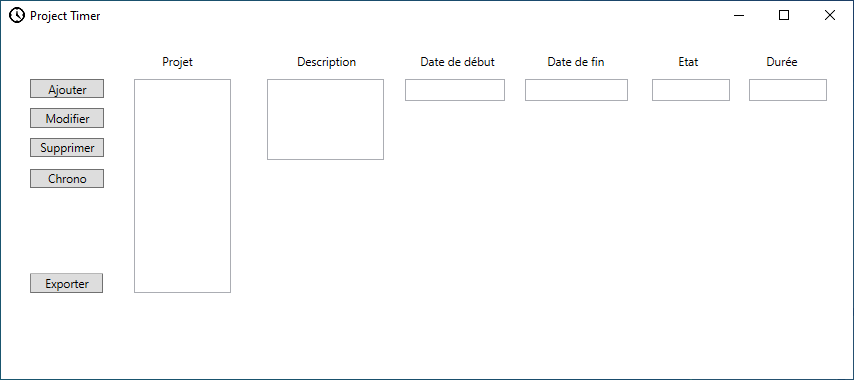 Project Timer
Projet Description Date de début Date de fin Etat Durée
Ajouter
Modifier
Supprimer
Chrono
Exporter